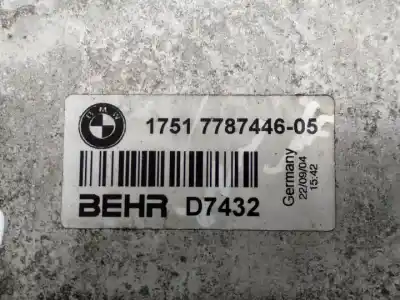 BMW
1751 7787446-05
BEHR D7432
Germany
22/09/04
15:42